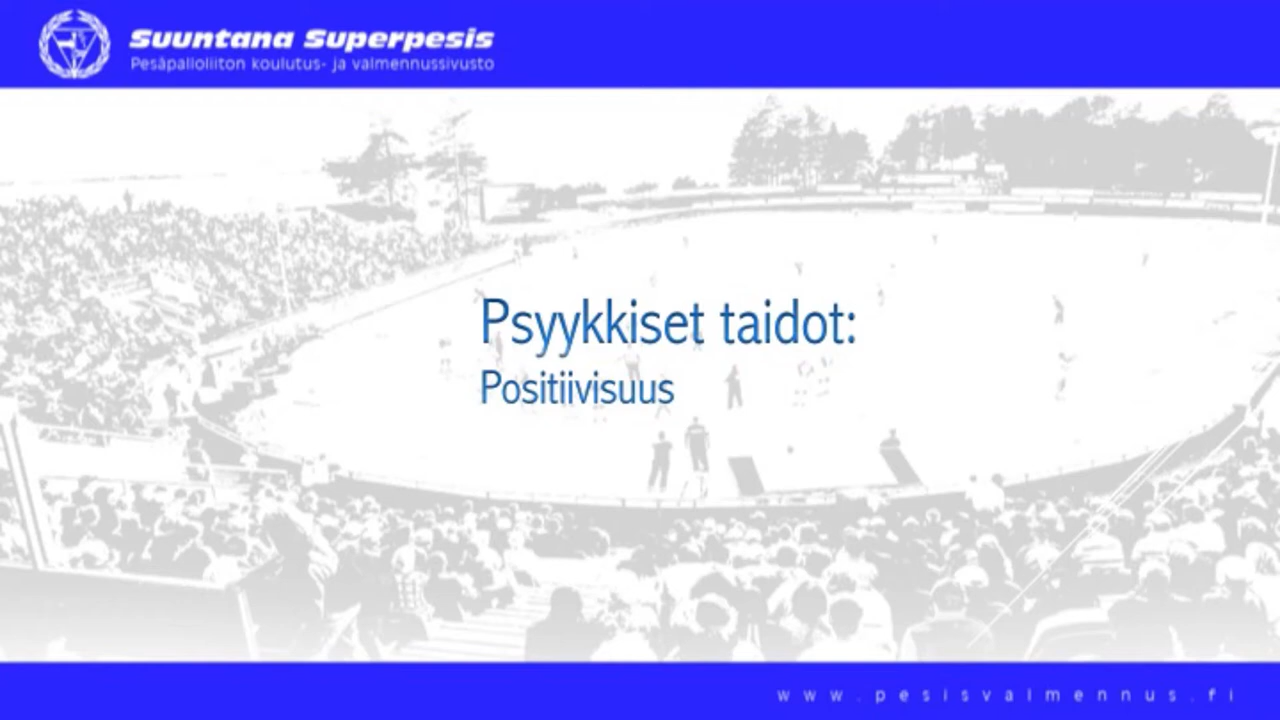 Suuntana Superpesis
Pesäpalloliiton koulutus- ja valmennussivusto
Psyykkiset taidot:
Positiivisuus
www.pesisvalmennus.fi